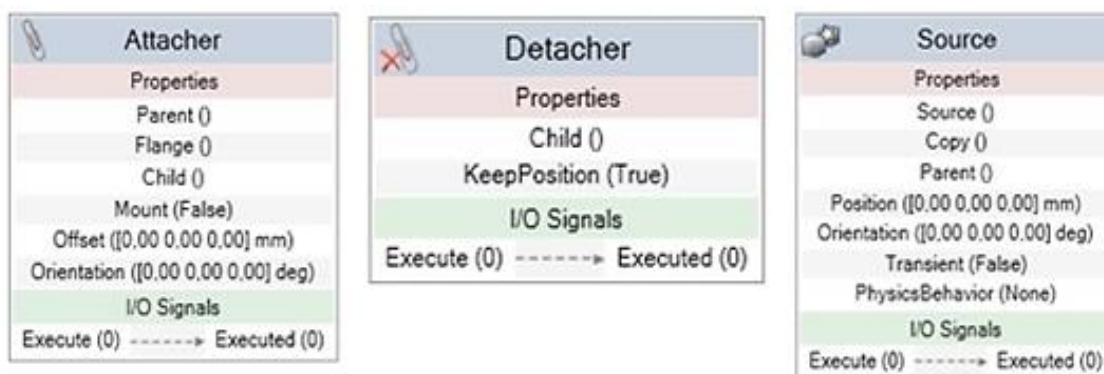 Attacher
Properties
Parent ()
Flange ()
Child ()
Mount (False)
Offset ([0,00 0,00 0,00] mm)
Orientation ([0,00 0,00 0,00] deg)
I/O Signals
Execute (0) Executed (0)
Detacher
Properties
Child ()
KeepPosition (True)
I/O Signals
Execute (0) Executed (0)
Source
Properties
Source ()
Copy ()
Parent ()
Position ([0,00 0,00 0,00] mm)
Orientation ([0,00 0,00 0,00] deg)
Transient (False)
PhysicsBehavior (None)
I/O Signals
Execute (0) Executed (0)